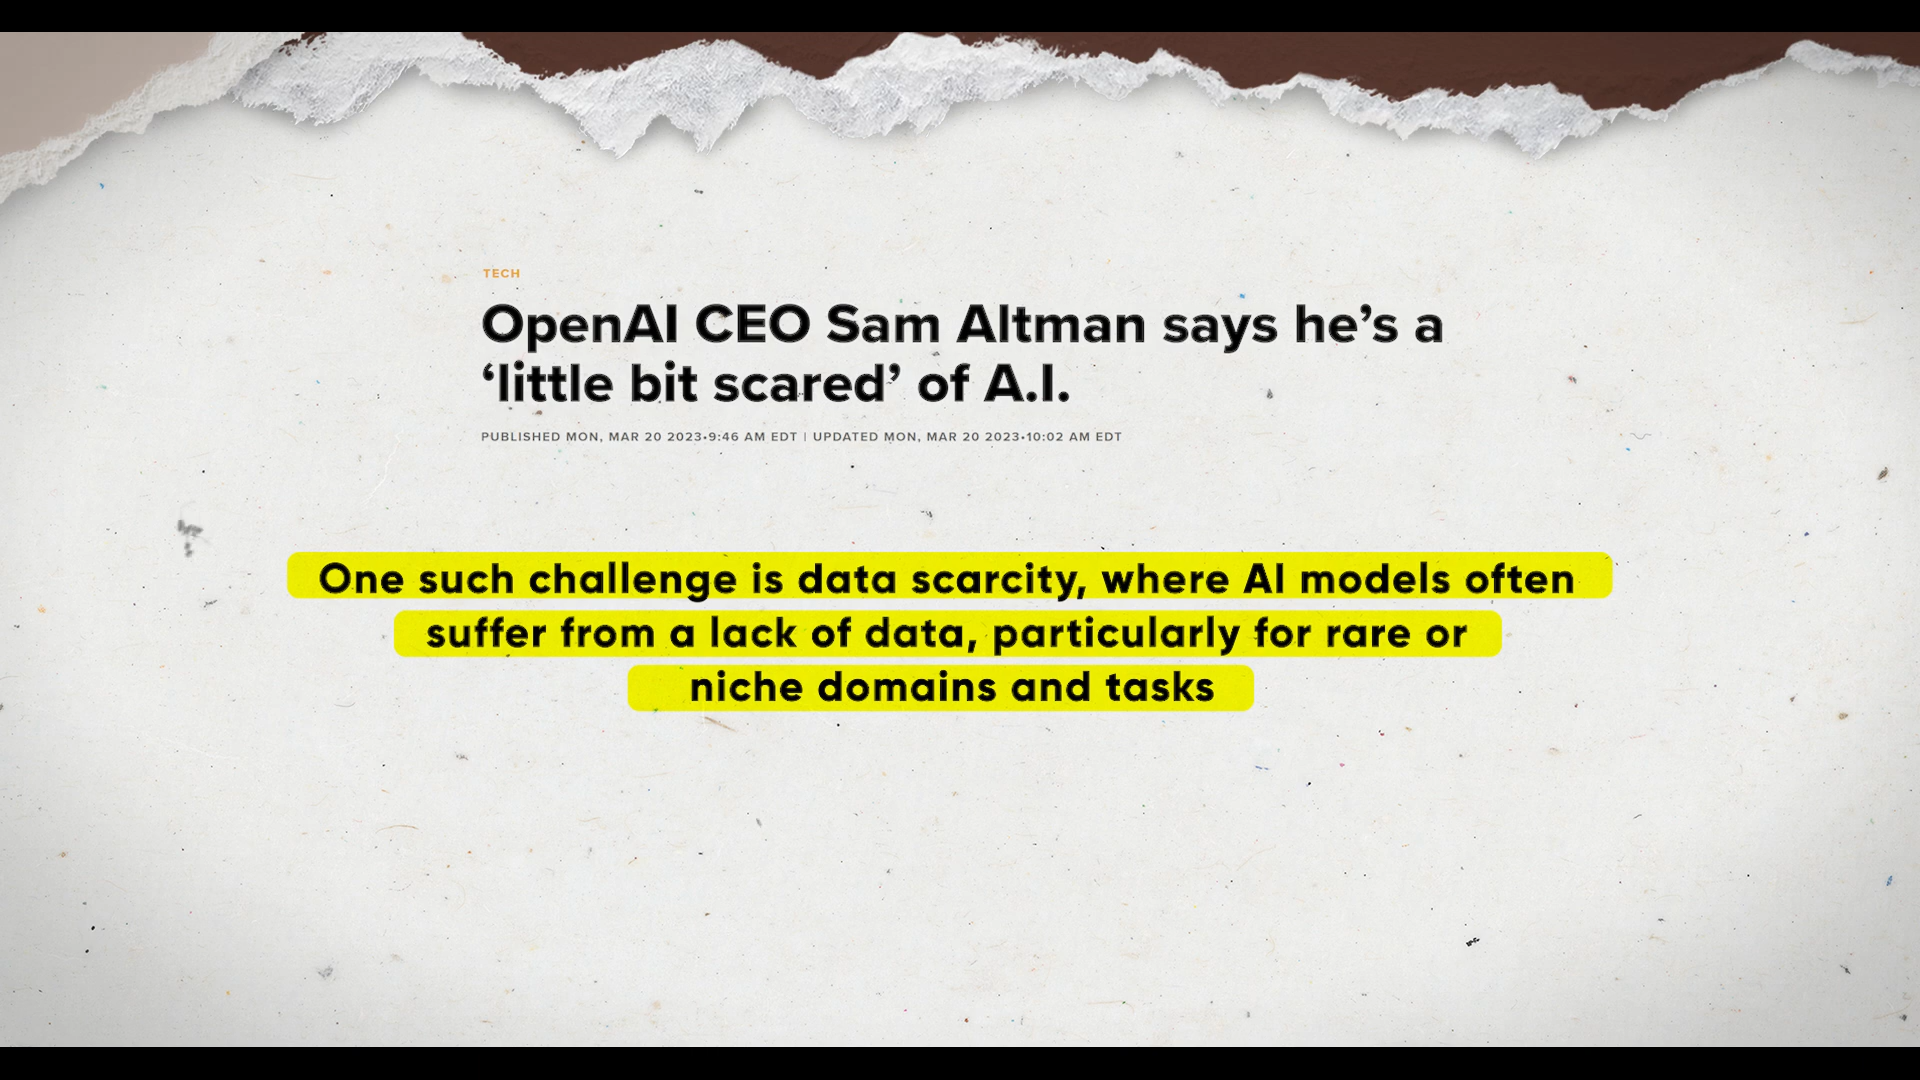 TECH
OpenAI CEO Sam Altman says he’s a
‘little bit scared’ of A.I.
PUBLISHED MON, MAR 20 2023•9:46 AM EDT | UPDATED MON, MAR 20 2023•10:02 AM EDT
One such challenge is data scarcity, where AI models often
suffer from a lack of data, particularly for rare or
niche domains and tasks